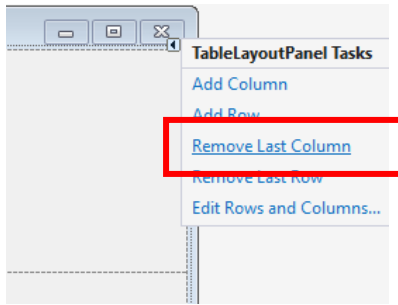 TableLayoutPanel Tasks
Add Column
Add Row
Remove Last Column
Remove Last Row
Edit Rows and Columns...